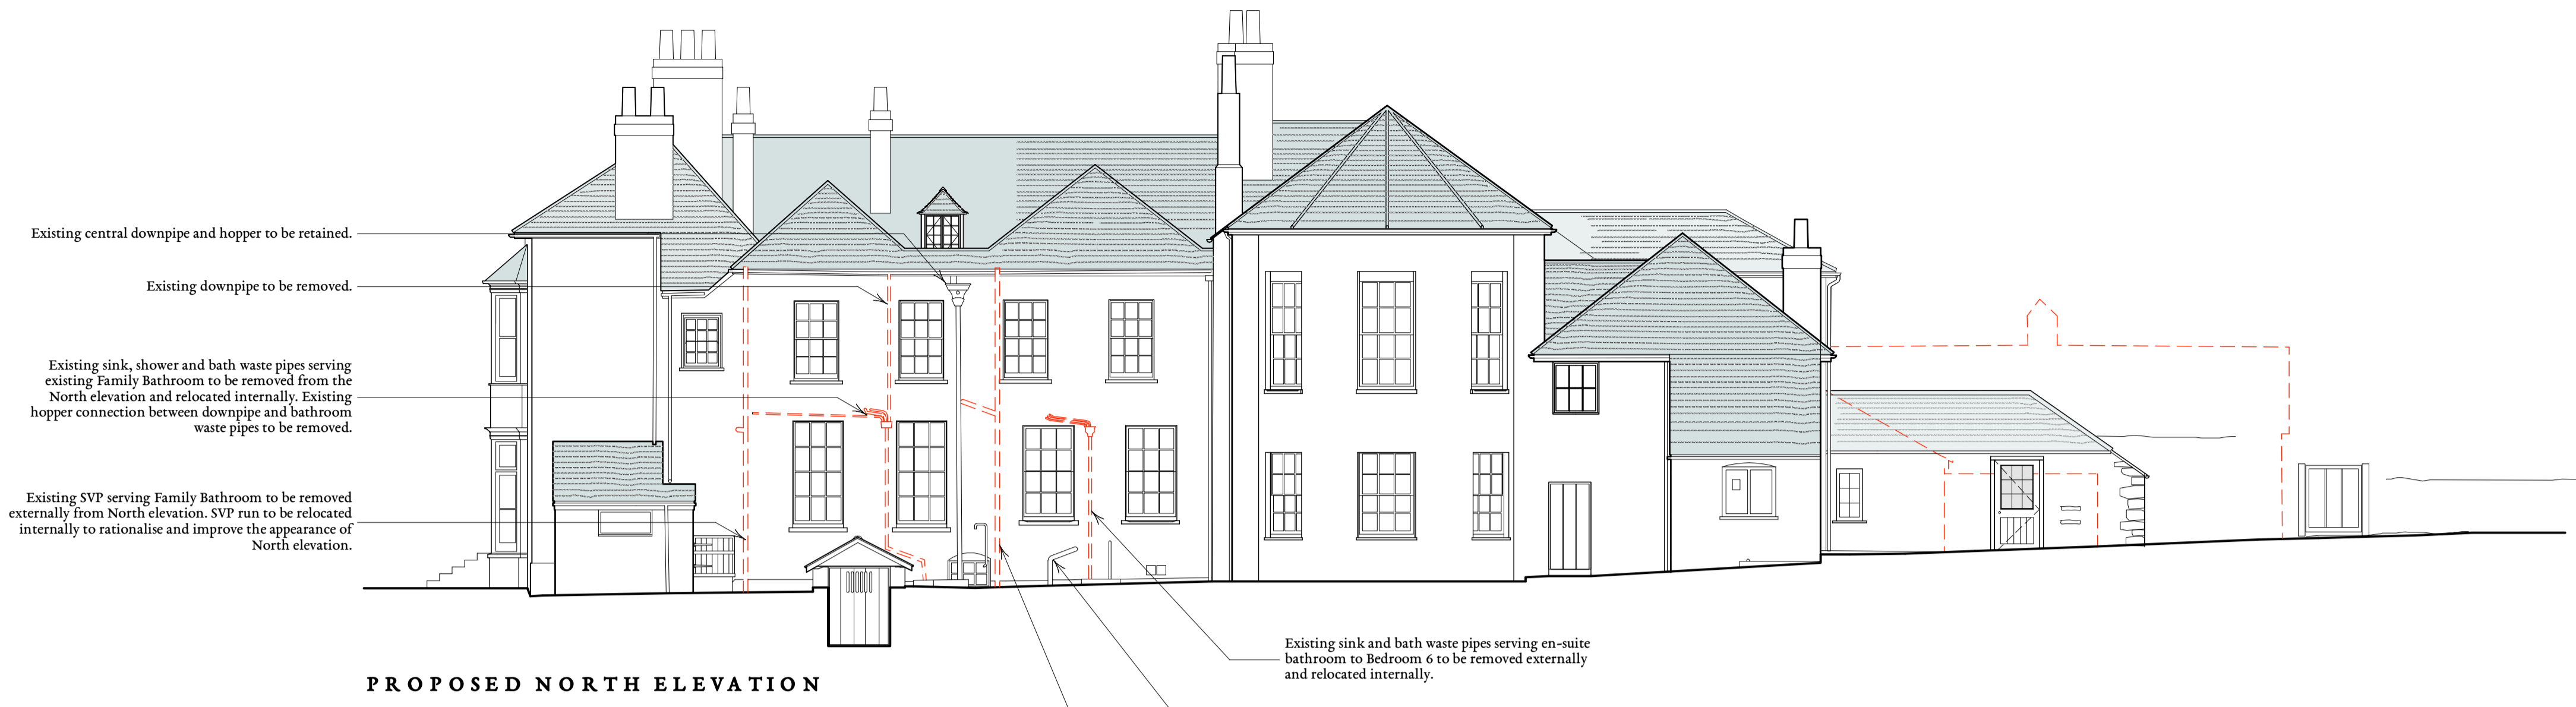 Existing central downpipe and hopper to be retained.
Existing downpipe to be removed.
Existing sink, shower and bath waste pipes serving
existing Family Bathroom to be removed from the
North elevation and relocated internally. Existing
hopper connection between downpipe and bathroom
waste pipes to be removed.
Existing SVP serving Family Bathroom to be removed
externally from North elevation. SVP run to be relocated
internally to rationalise and improve the appearance of
North elevation.
Existing sink and bath waste pipes serving en-suite
bathroom to Bedroom 6 to be removed externally
and relocated internally.
PROPOSED NORTH ELEVATION